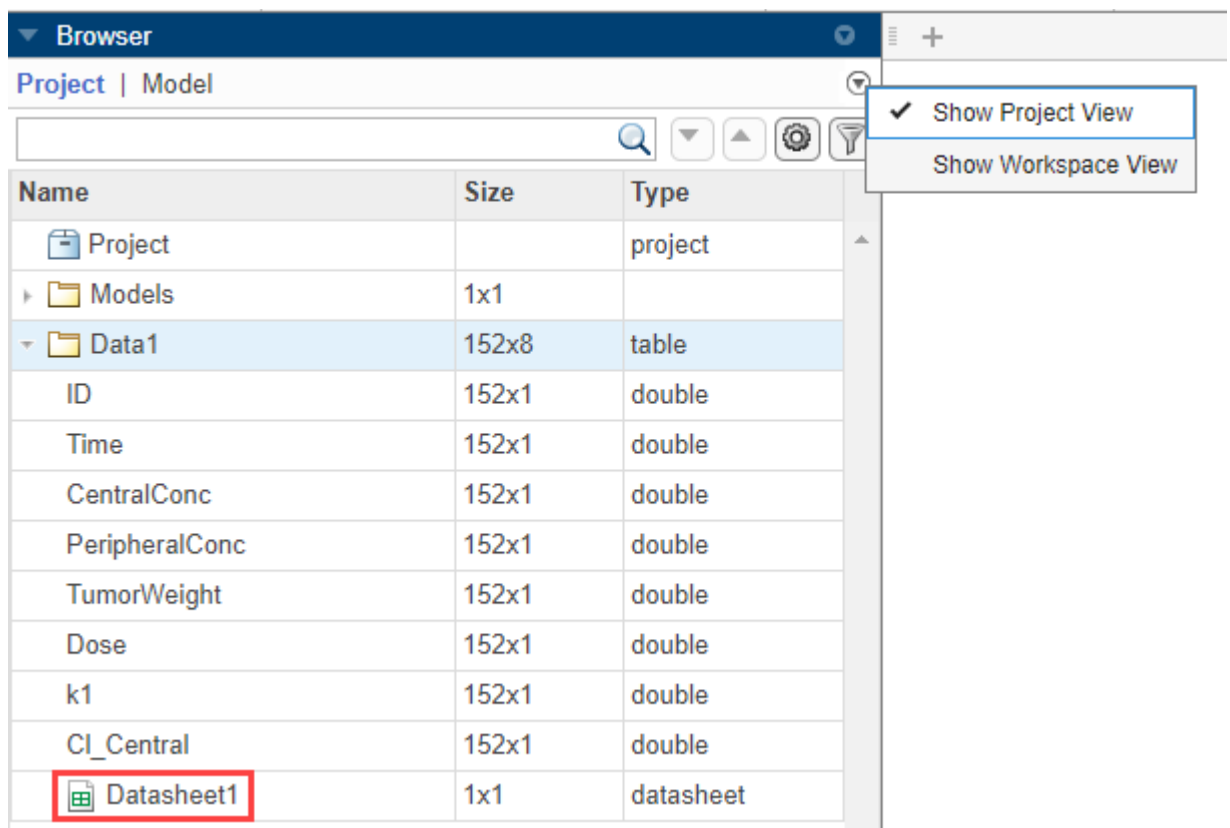 Browser
+
Project | Model
Show Project View
Show Workspace View
Name Size Type
Project project
Models 1x1
Data1 152x8 table
ID 152x1 double
Time 152x1 double
CentralConc 152x1 double
PeripheralConc 152x1 double
TumorWeight 152x1 double
Dose 152x1 double
k1 152x1 double
Cl_Central 152x1 double
Datasheet1 1x1 datasheet